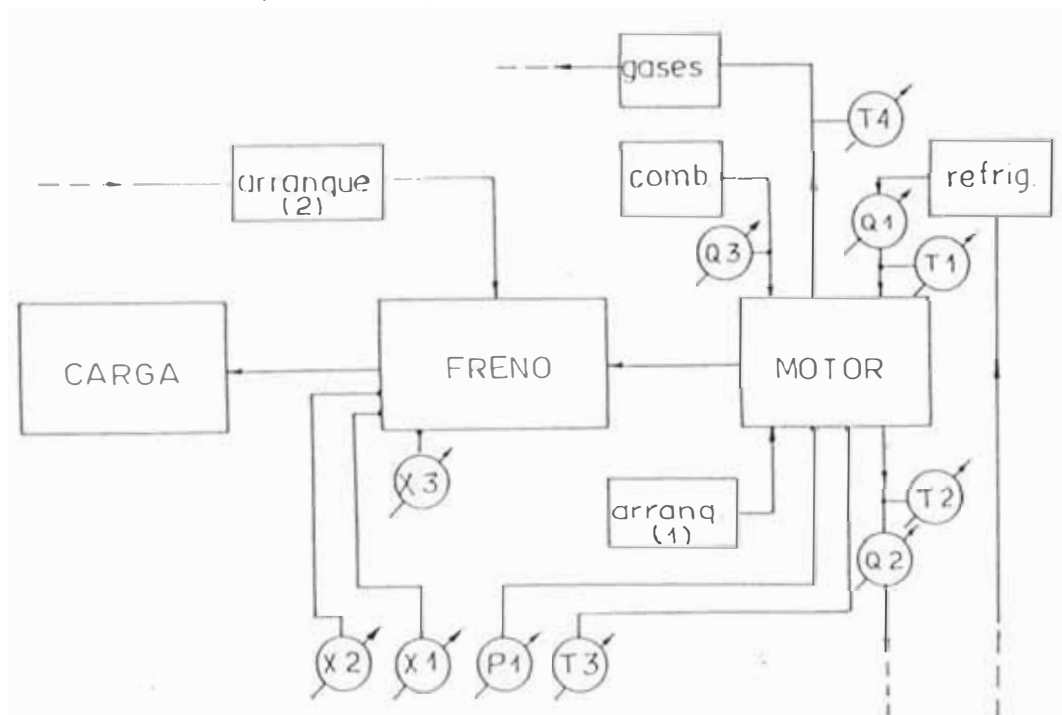 gases
T4
arranque
(2)
comb.
refrig.
Q1
Q3
T1
CARGA
FRENO
MOTOR
X3
arranq
(1)
T2
Q2
X2
X1
P1
T3